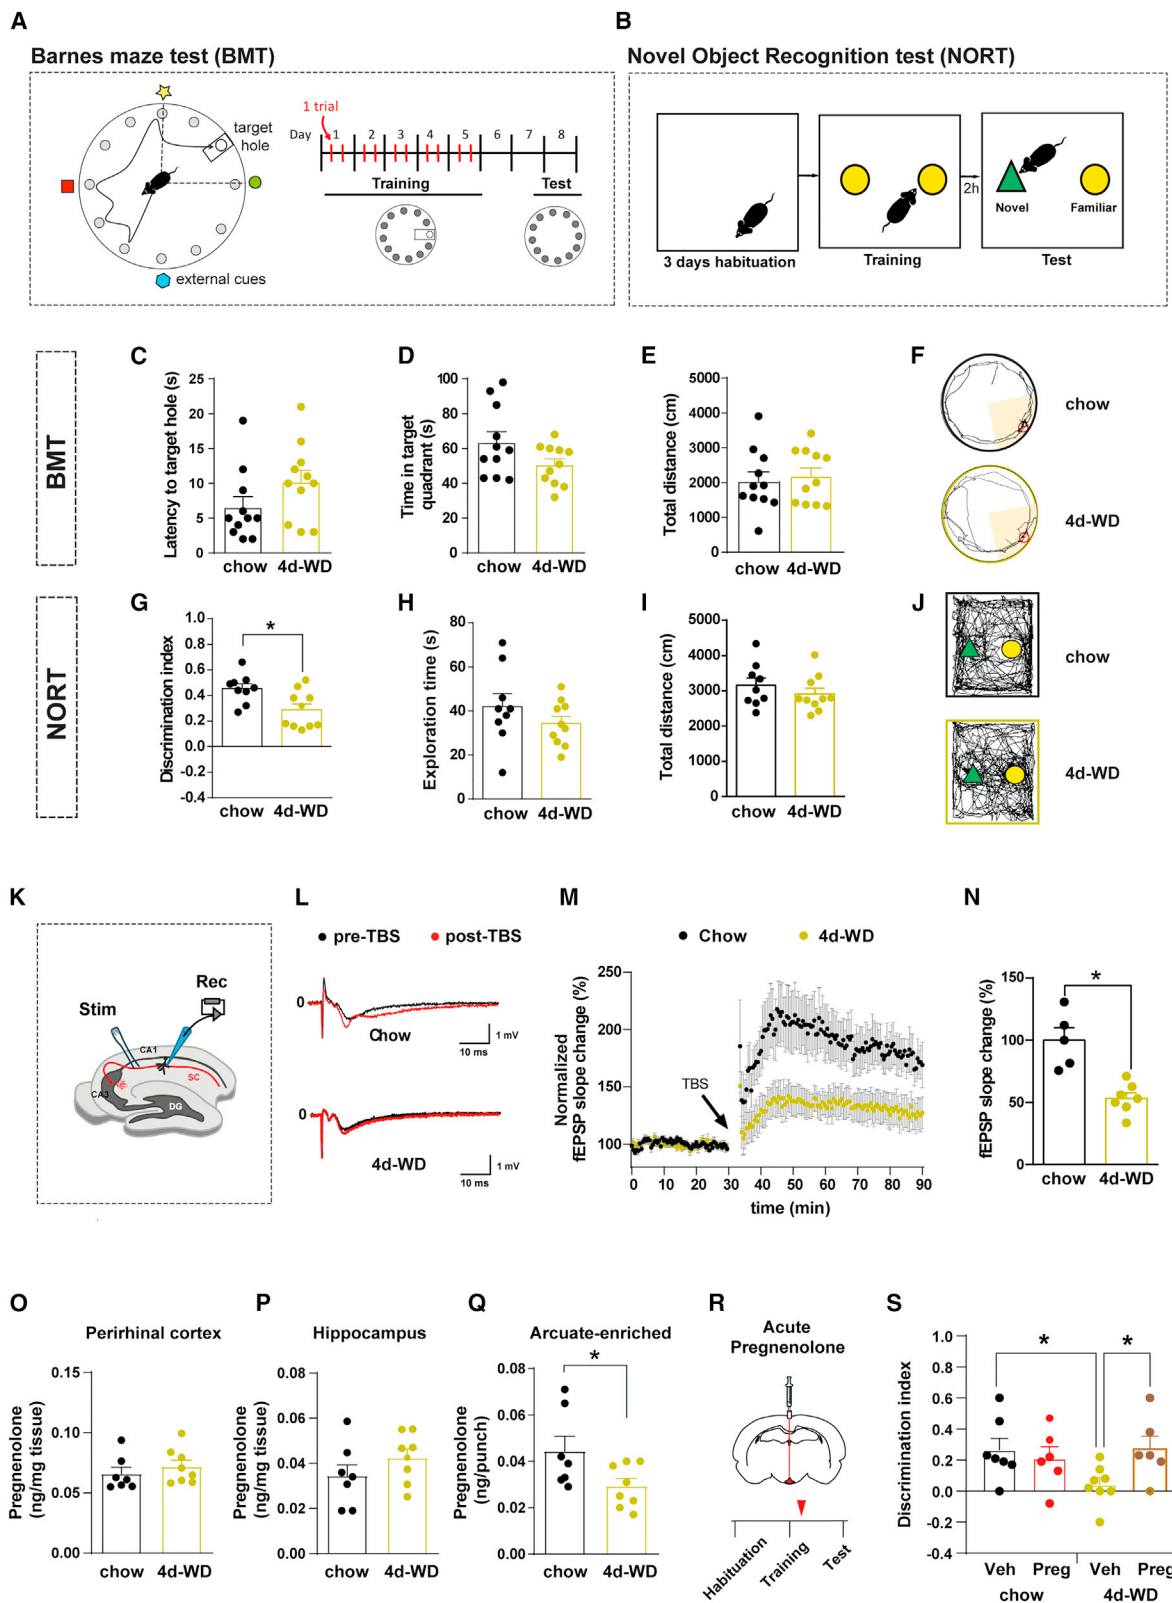 A
B
Barnes maze test (BMT)
Novel Object Recognition test (NORT)
target
hole
external cues
1 trial
Day 1 2 3 4 5 6 7 8
Training
Test
2h
Novel
Familiar
3 days habituation
Training
Test
BMT
C
Latency to target hole (s)
25
20
15
10
5
0
chow 4d-WD
D
Time in target
quadrant (s)
100
80
60
40
20
0
chow 4d-WD
E
Total distance (cm)
5000
4000
3000
2000
1000
0
chow 4d-WD
F
chow
4d-WD
NORT
G
Discrimination index
1.0
0.8
0.6
0.4
0.2
0.0
-0.2
-0.4
*
chow 4d-WD
H
Exploration time (s)
80
60
40
20
0
chow 4d-WD
I
Total distance (cm)
5000
4000
3000
2000
1000
0
chow 4d-WD
J
chow
4d-WD
K
Stim
Rec
CA1
SC
CA3
DG
L
pre-TBS post-TBS
0
Chow
1 mV
10 ms
0
4d-WD
1 mV
10 ms
M
Chow 4d-WD
Normalized
fEPSP slope change (%)
250
200
150
100
TBS
0 10 20 30 40 50 60 70 80 90
time (min)
N
fEPSP slope change (%)
150
100
50
0
*
chow 4d-WD
O
Perirhinal cortex
Pregnenolone
(ng/mg tissue)
0.15
0.10
0.05
0.00
chow 4d-WD
P
Hippocampus
Pregnenolone
(ng/mg tissue)
0.08
0.06
0.04
0.02
0.00
chow 4d-WD
Q
Arcuate-enriched
Pregnenolone
(ng/punch)
0.08
0.06
0.04
0.02
0.00
*
chow 4d-WD
R
Acute
Pregnenolone
Habituation
Training
Test
S
Discrimination index
1.0
0.8
0.6
0.4
0.2
0.0
-0.2
-0.4
* *
Veh Preg Veh Preg
chow 4d-WD